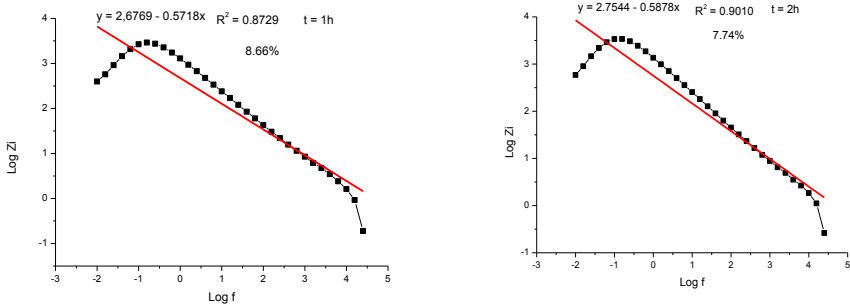 y = 2,6769 - 0.5718x R² = 0.8729 t = 1h
8.66%
4
3
2
1
0
-1
Log Zi
-3 -2 -1 0 1 2 3 4 5
Log f
y = 2.7544 - 0.5878x R² = 0.9010 t = 2h
7.74%
4
3
2
1
0
-1
Log Zi
-3 -2 -1 0 1 2 3 4 5
Log f